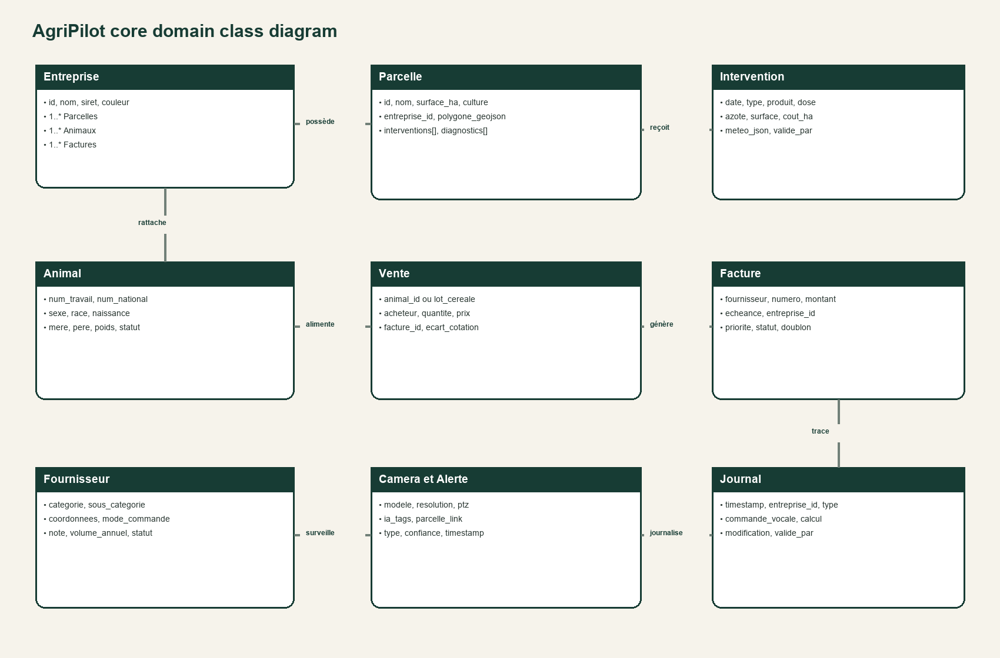 AgriPilot core domain class diagram
Entreprise
• id, nom, siret, couleur
• 1..* Parcelles
• 1..* Animaux
• 1..* Factures
possède
Parcelle
• id, nom, surface_ha, culture
• entreprise_id, polygone_geojson
• interventions[], diagnostics[]
reçoit
Intervention
• date, type, produit, dose
• azote, surface, cout_ha
• meteo_json, valide_par
rattache
Animal
• num_travail, num_national
• sexe, race, naissance
• mere, pere, poids, statut
alimente
Vente
• animal_id ou lot_cereale
• acheteur, quantite, prix
• facture_id, ecart_cotation
génère
Facture
• fournisseur, numero, montant
• echeance, entreprise_id
• priorite, statut, doublon
trace
Fournisseur
• categorie, sous_categorie
• coordonnees, mode_commande
• note, volume_annuel, statut
surveille
Camera et Alerte
• modele, resolution, ptz
• ia_tags, parcelle_link
• type, confiance, timestamp
journalise
Journal
• timestamp, entreprise_id, type
• commande_vocale, calcul
• modification, valide_par